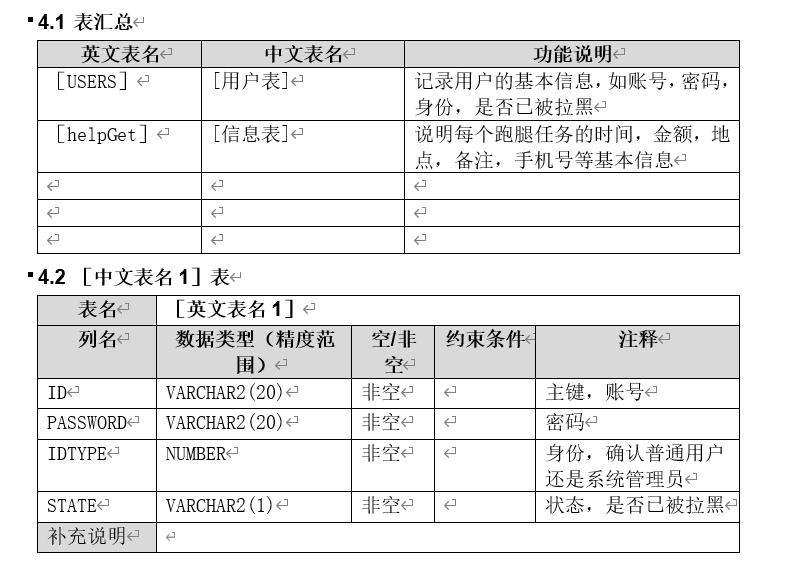 4.1 表汇总
英文表名 中文表名 功能说明
[USERS] [用户表] 记录用户的基本信息，如账号，密码，
身份，是否已被拉黑
[helpGet] [信息表] 说明每个跑腿任务的时间，金额，地
点，备注，手机号等基本信息
4.2 [中文表名 1] 表
表名 [英文表名 1]
列名 数据类型（精度范 空/非 约束条件 注释
围） 空
ID VARCHAR2(20) 非空 主键，账号
PASSWORD VARCHAR2(20) 非空 密码
IDTYPE NUMBER 非空 身份，确认普通用户
还是系统管理员
STATE VARCHAR2(1) 非空 状态，是否已被拉黑
补充说明